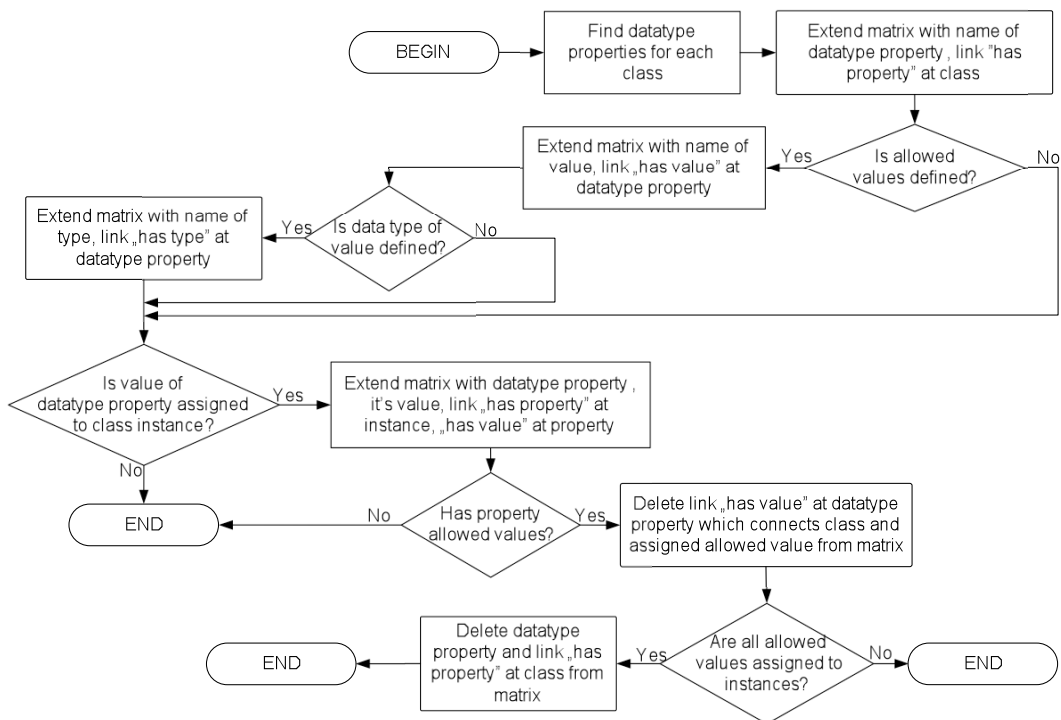 BEGIN
Find datatype
properties for each
class
Extend matrix with name of
datatype property , link "has
property" at class
Is allowed
values defined?
Yes
No
Extend matrix with name of
value, link „has value” at
datatype property
Is data type of
value defined?
Yes
No
Extend matrix with name of
type, link „has type” at
datatype property
Is value of
datatype property assigned
to class instance?
Yes
No
Extend matrix with datatype property ,
it's value, link „has property” at
instance, „has value” at property
END
Has property
allowed values?
No
Yes
Delete link „has value” at datatype
property which connects class and
assigned allowed value from matrix
Are all allowed
values assigned to
instances?
Yes
No
Delete datatype
property and link „has
property” at class from
matrix
END
END